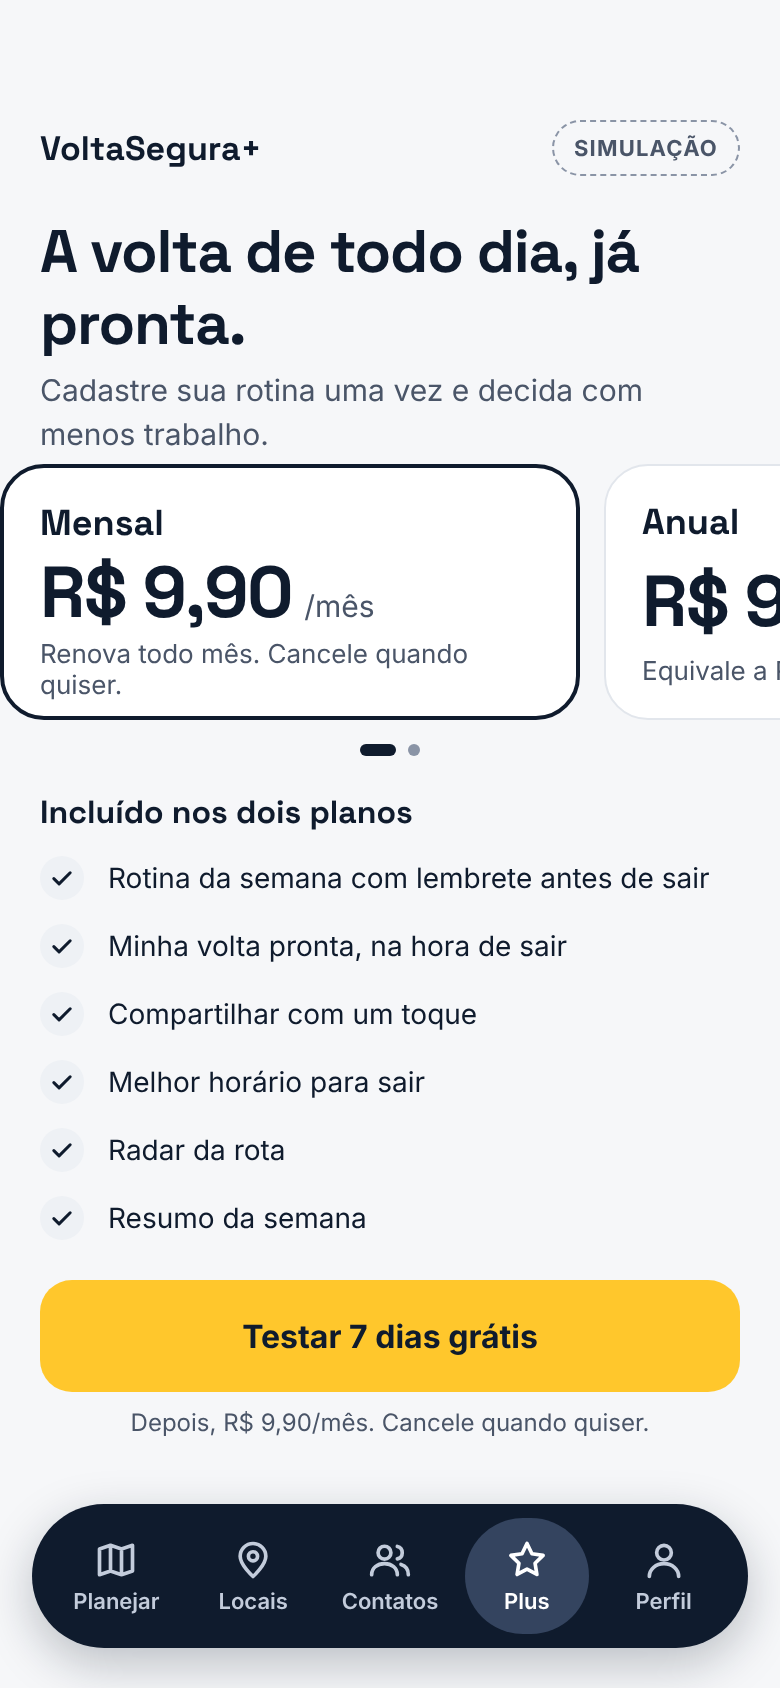 VoltaSegura+
SIMULAÇÃO
A volta de todo dia, já
pronta.
Cadastre sua rotina uma vez e decida com
menos trabalho.
Mensal
R$ 9,90 /mês
Renova todo mês. Cancele quando
quiser.
Anual
R$ 9
Equivale a
Incluído nos dois planos
Rotina da semana com lembrete antes de sair
Minha volta pronta, na hora de sair
Compartilhar com um toque
Melhor horário para sair
Radar da rota
Resumo da semana
Testar 7 dias grátis
Depois, R$ 9,90/mês. Cancele quando quiser.
Planejar
Locais
Contatos
Plus
Perfil